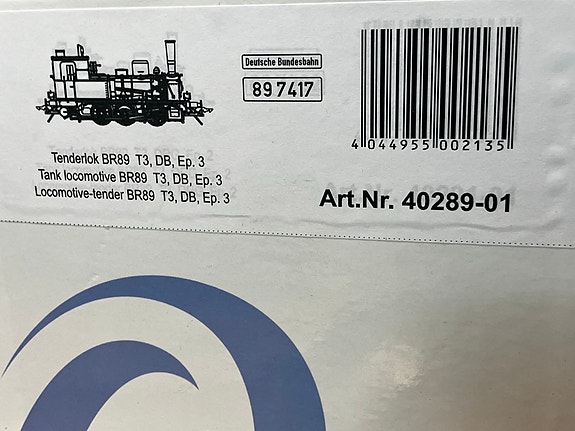 Deutsche Bundesbahn
89 7417
Tenderlok BR89 T3, DB, Ep. 3
Tank locomotive BR89 T3, DB, Ep. 3
Locomotive-tender BR89 T3, DB, Ep. 3
4 044955 002135
Art.Nr. 40289-01